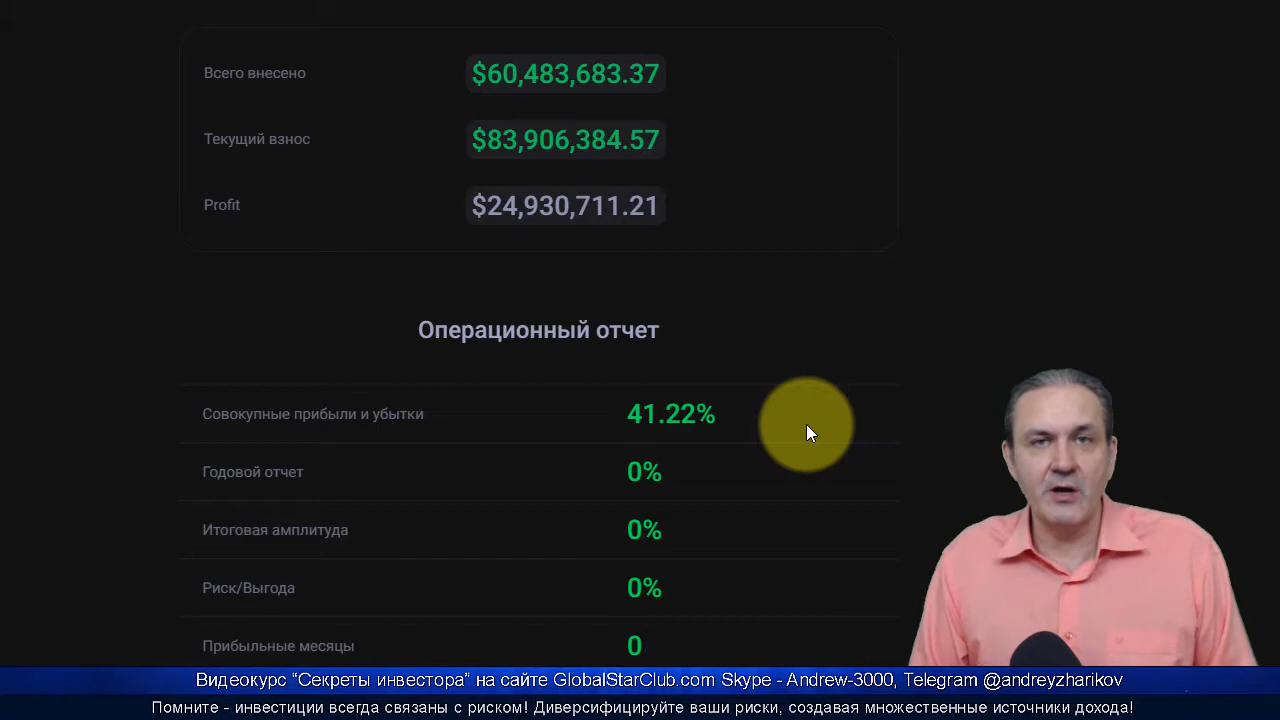 Всего внесено $60,483,683.37
Текущий взнос $83,906,384.57
Profit $24,930,711.21
Операционный отчет
Совокупные прибыли и убытки 41.22%
Годовой отчет 0%
Итоговая амплитуда 0%
Риск/Выгода 0%
Прибыльные месяцы 0
Видеокурс “Секреты инвестора” на сайте GlobalStarClub.com Skype - Andrew-3000, Telegram @andreyzharikov
Помните - инвестиции всегда связаны с риском! Диверсифицируйте ваши риски, создавая множественные источники дохода!